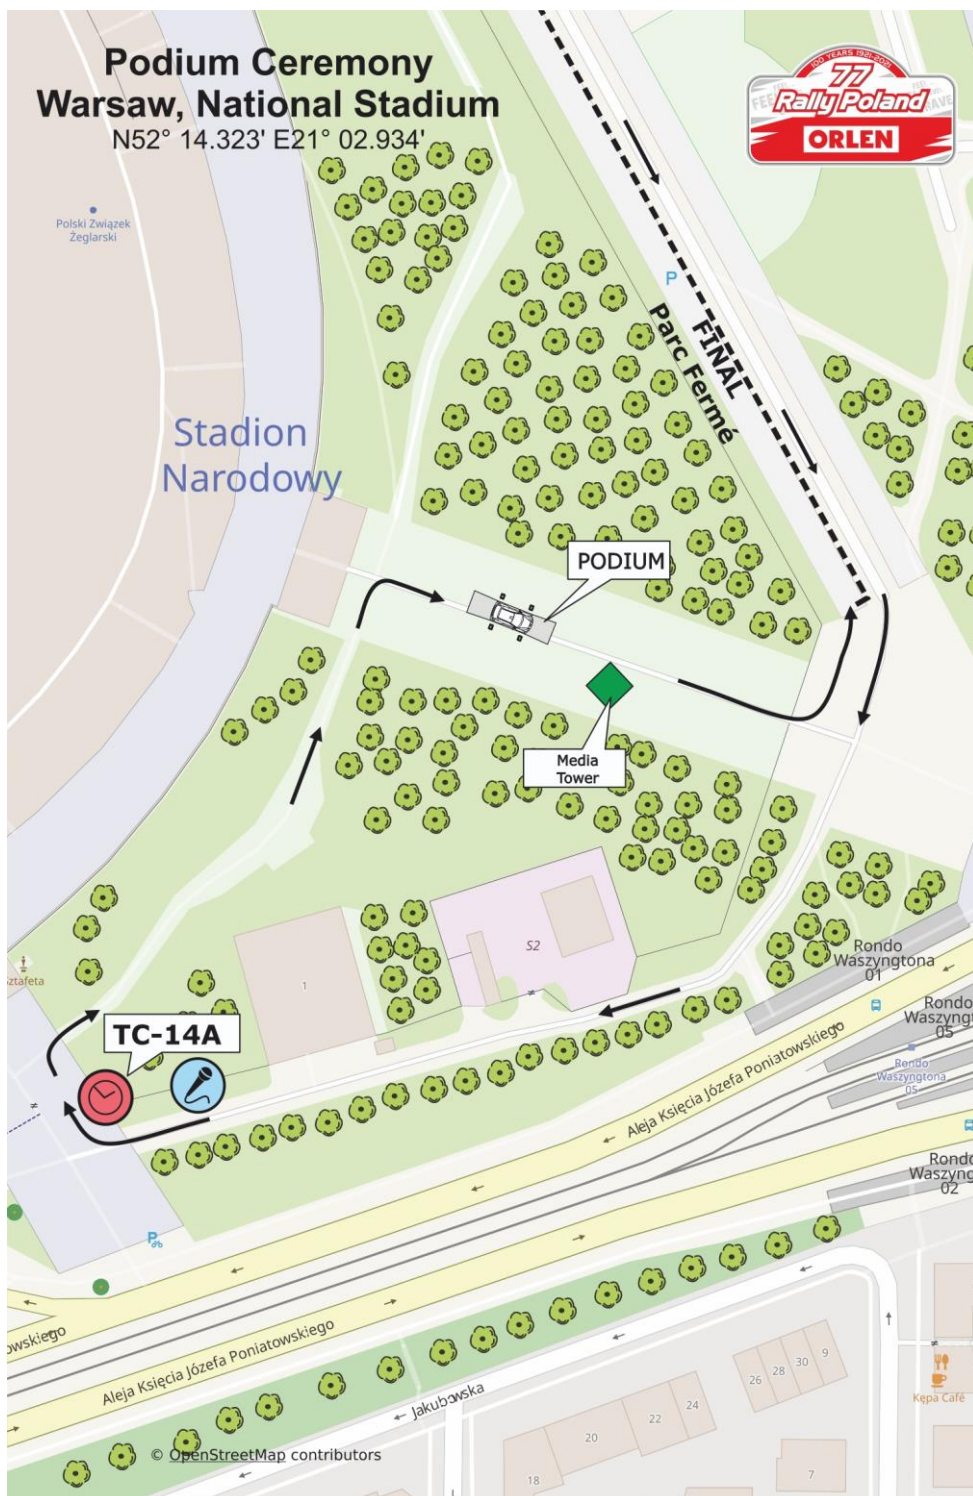 Podium Ceremony
Warsaw, National Stadium
N52° 14.323' E21° 02.934'
100 YEARS 1921-2021
77
Rally Poland
ORLEN
Polski Związek
Żeglarski
P
FINAL
Parc Fermé
Stadion
Narodowy
PODIUM
Media
Tower
S2
1
Rondo
Waszyngtona
01
sztafeta
TC-14A
Rondo
Waszyngt
05
Rondo
Waszyngtona
05
Aleja Księcia Józefa Poniatowskiego
Rondo
Waszyng
02
P
owskiego
Aleja Księcia Józefa Poniatowskiego
Jakubowska
9
30
28
26
24
22
20
18
7
Kępa Café
© OpenStreetMap contributors